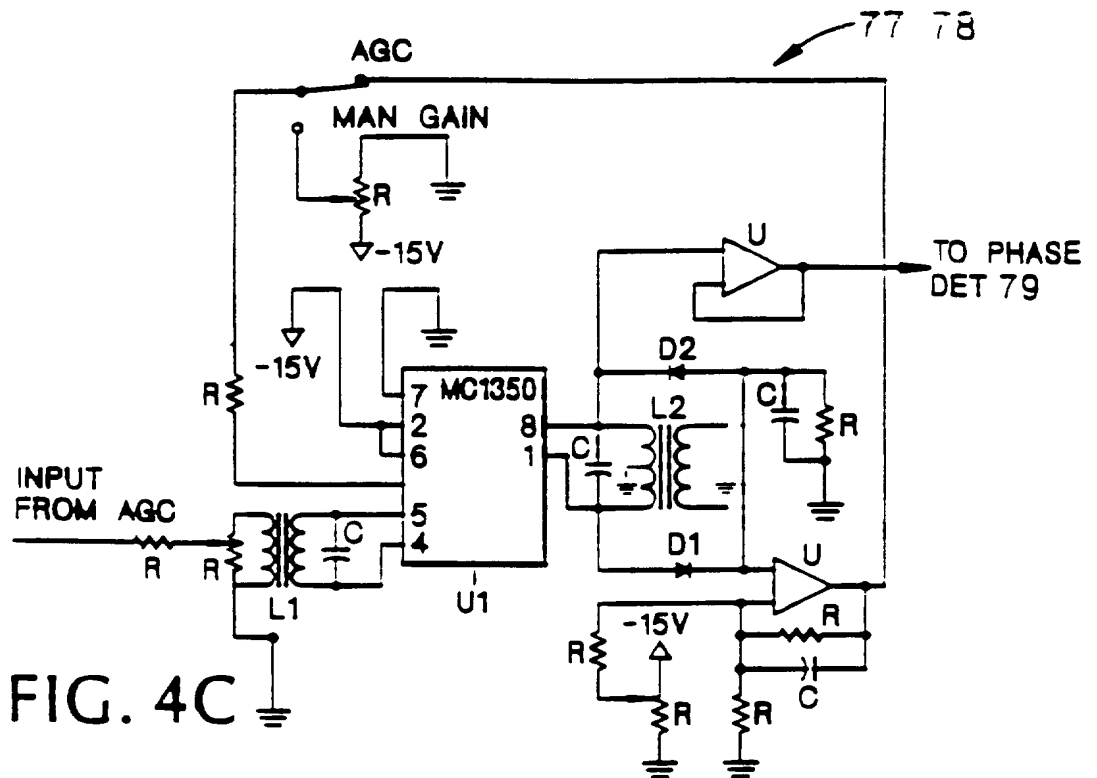 77 78
AGC
MAN GAIN
R
-15V
U
TO PHASE
DET 79
-15V
D2
R
7
MC1350
C
R
2
8
L2
6
1
C
INPUT
FROM AGC
5
C
4
R
R
D1
U
L1
U1
-15V
R
R
C
R
R
FIG. 4C